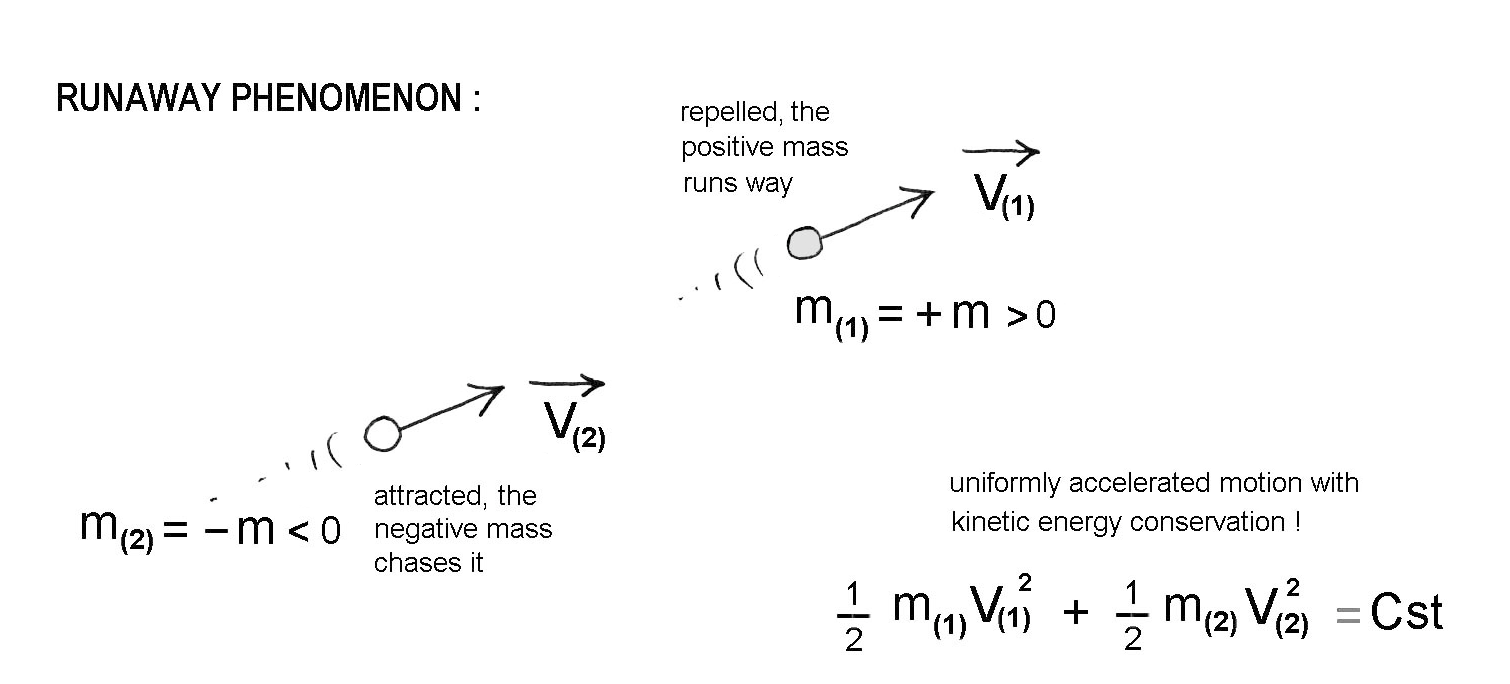 RUNAWAY PHENOMENON :
repelled, the
positive mass
runs way
V(1)
m(1) = + m > 0
V(2)
m(2) = – m < 0
attracted, the
negative mass
chases it
uniformly accelerated motion with
kinetic energy conservation !
1/2 m(1) V(1)² + 1/2 m(2) V(2)² = Cst